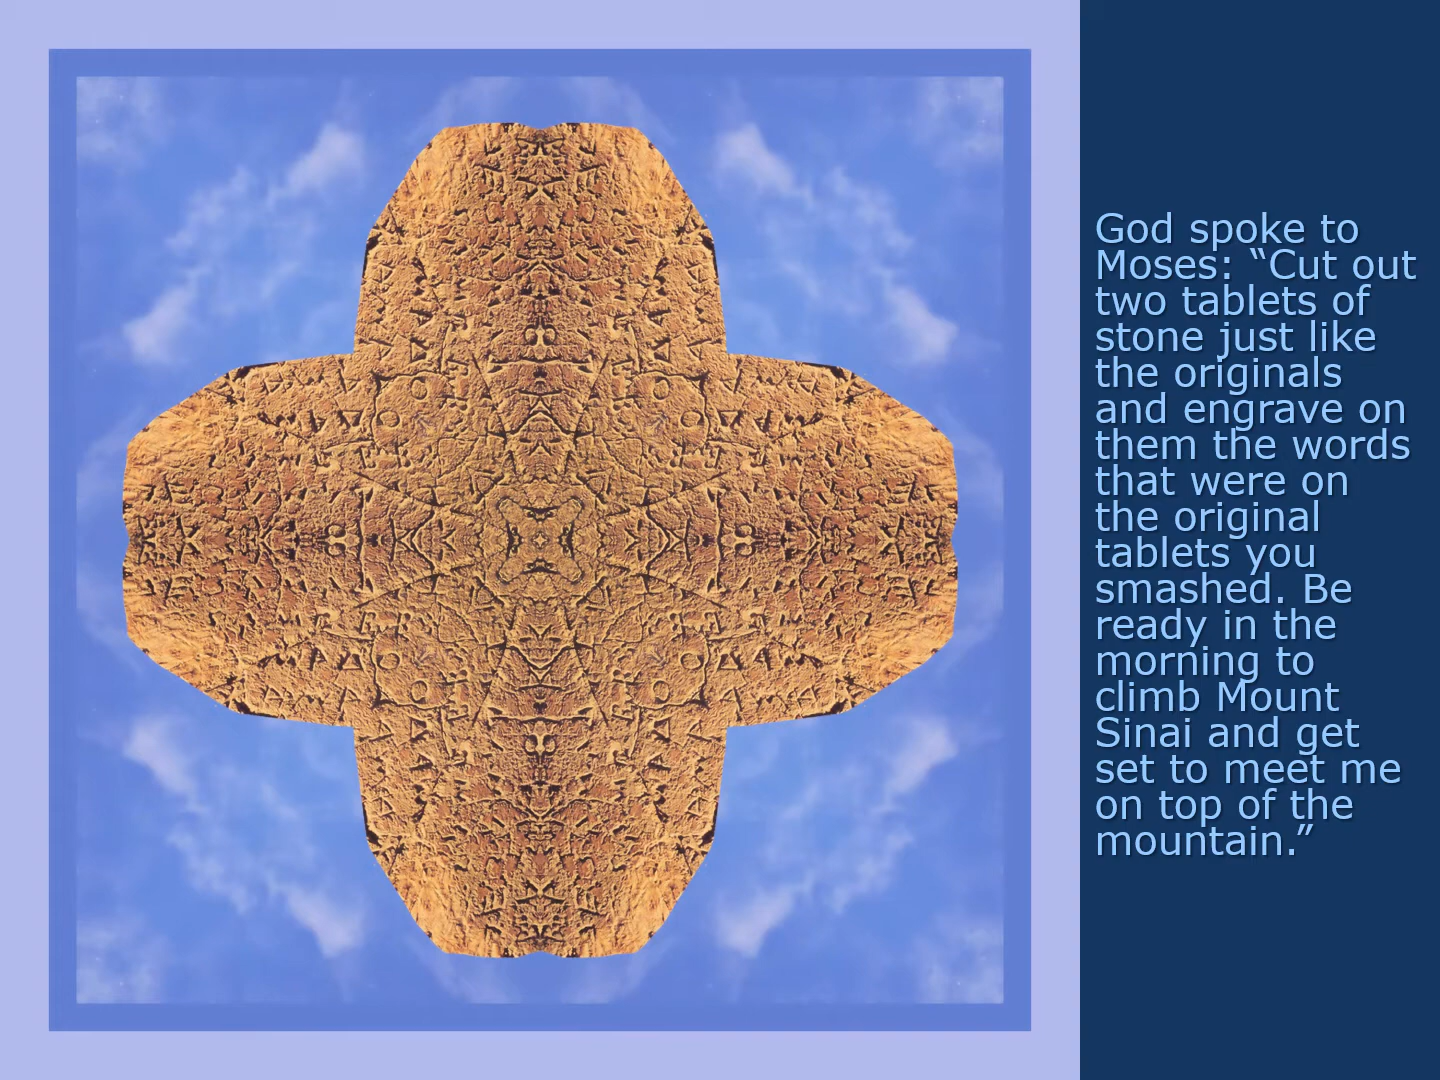 God spoke to
Moses: “Cut out
two tablets of
stone just like
the originals
and engrave on
them the words
that were on
the original
tablets you
smashed. Be
ready in the
morning to
climb Mount
Sinai and get
set to meet me
on top of the
mountain.”